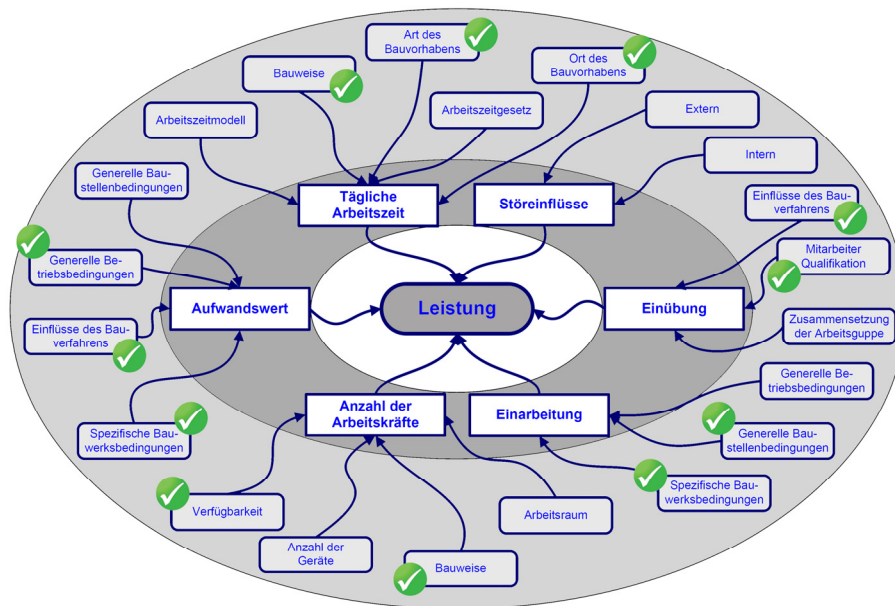 Art des
Bauvorhabens
Ort des
Bauvorhabens
Bauweise
Arbeitszeitmodell
Arbeitszeitgesetz
Extern
Intern
Generelle Bau-
stellenbedingungen
Tägliche
Arbeitszeit
Störeinflüsse
Einflüsse des Bau-
verfahrens
Generelle Be-
triebsbedingungen
Mitarbeiter
Qualifikation
Aufwandswert
Leistung
Einübung
Einflüsse des Bau-
verfahrens
Zusammensetzung
der Arbeitsguppe
Generelle Be-
triebsbedingungen
Anzahl der
Arbeitskräfte
Einarbeitung
Spezifische Bau-
werksbedingungen
Generelle Bau-
stellenbedingungen
Spezifische Bau-
werksbedingungen
Verfügbarkeit
Arbeitsraum
Anzahl der
Geräte
Bauweise